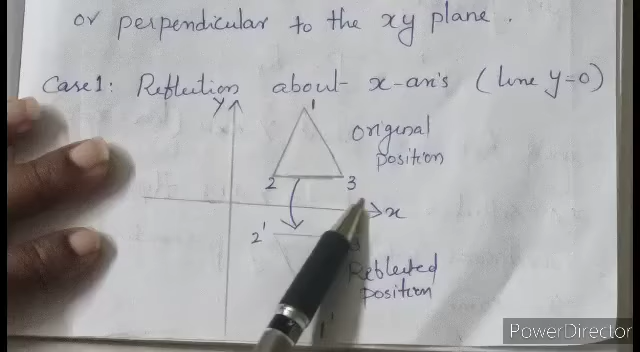 or perpendicular to the xy plane.
Case1: Reflection about x-axis (line y=0)
y
1
original
position
2 3
x
2'
Reflected
position
1'
PowerDirector